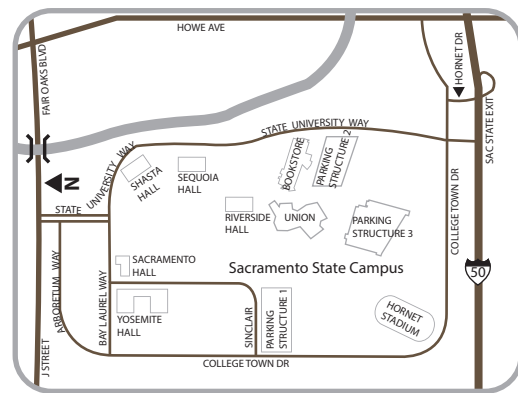 HOWE AVE
FAIR OAKS BLVD
HORNET DR
SAC STATE EXIT
STATE UNIVERSITY WAY
UNIVERSITY WAY
STATE
N
SHASTA
HALL
SEQUOIA
HALL
BOOKSTORE
PARKING
STRUCTURE 2
RIVERSIDE
HALL
UNION
PARKING
STRUCTURE 3
COLLEGE TOWN DR
SACRAMENTO
HALL
Sacramento State Campus
50
ARBORETUM WAY
BAY LAUREL WAY
YOSEMITE
HALL
SINCLAIR
PARKING
STRUCTURE 1
HORNET
STADIUM
J STREET
COLLEGE TOWN DR